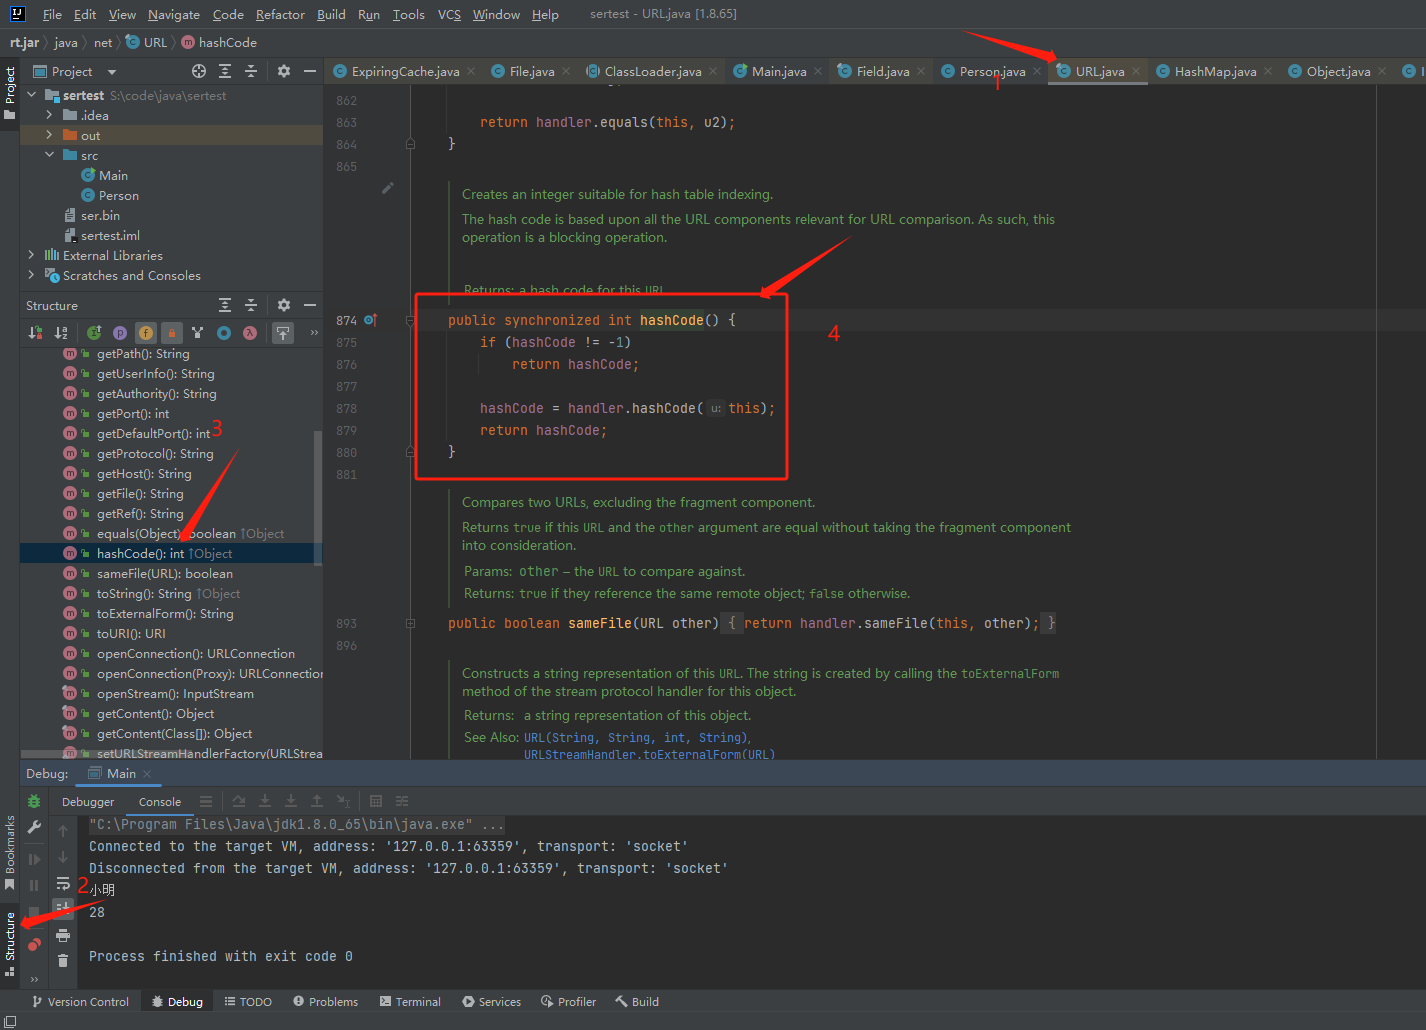 File Edit View Navigate Code Refactor Build Run Tools VCS Window Help sertest - URL.java [1.8.65]
rt.jar java net URL hashCode
Project
Project
ExpiringCache.java File.java ClassLoader.java Main.java Field.java Person.java URL.java HashMap.java Object.java
1
sertest S:\code\java\sertest
.idea
out
src
Main
Person
ser.bin
sertest.iml
External Libraries
Scratches and Consoles
Structure
getPath(): String
getUserInfo(): String
getAuthority(): String
getPort(): int
getDefaultPort(): int
3
getProtocol(): String
getHost(): String
getFile(): String
getRef(): String
equals(Object): boolean ↑Object
hashCode(): int ↑Object
sameFile(URL): boolean
toString(): String ↑Object
toExternalForm(): String
toURI(): URI
openConnection(): URLConnection
openConnection(Proxy): URLConnection
openStream(): InputStream
getContent(): Object
getContent(Class[]): Object
setURLStreamHandlerFactory(URLStrea
862
863 return handler.equals(this, u2);
864 }
865
Creates an integer suitable for hash table indexing.
The hash code is based upon all the URL components relevant for URL comparison. As such, this
operation is a blocking operation.
Returns: a hash code for this URL
874 public synchronized int hashCode() {
875 if (hashCode != -1)
876 return hashCode;
877
878 hashCode = handler.hashCode( u: this);
879 return hashCode;
880 }
881
4
Compares two URLs, excluding the fragment component.
Returns true if this URL and the other argument are equal without taking the fragment component
into consideration.
Params: other – the URL to compare against.
Returns: true if they reference the same remote object; false otherwise.
893 public boolean sameFile(URL other) { return handler.sameFile(this, other); }
896
Constructs a string representation of this URL. The string is created by calling the toExternalForm
method of the stream protocol handler for this object.
Returns: a string representation of this object.
See Also: URL(String, String, int, String),
URLStreamHandler.toExternalForm(URL)
Debug: Main
Debugger Console
"C:\Program Files\Java\jdk1.8.0_65\bin\java.exe" ...
Connected to the target VM, address: '127.0.0.1:63359', transport: 'socket'
Disconnected from the target VM, address: '127.0.0.1:63359', transport: 'socket'
2
小明
28
Process finished with exit code 0
Bookmarks
Structure
Version Control Debug TODO Problems Terminal Services Profiler Build